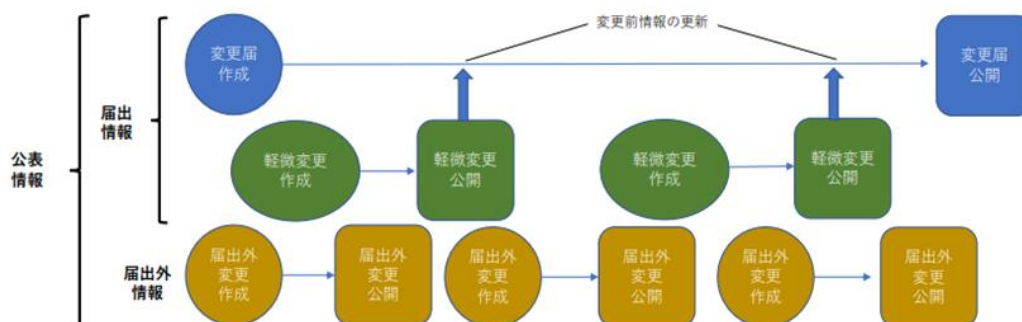 変更前情報の更新
変更届
作成
変更届
公開
届出
情報
公表
情報
軽微変更
作成
軽微変更
公開
軽微変更
作成
軽微変更
公開
届出外
情報
届出外
変更
作成
届出外
変更
公開
届出外
変更
作成
届出外
変更
公開
届出外
変更
作成
届出外
変更
公開